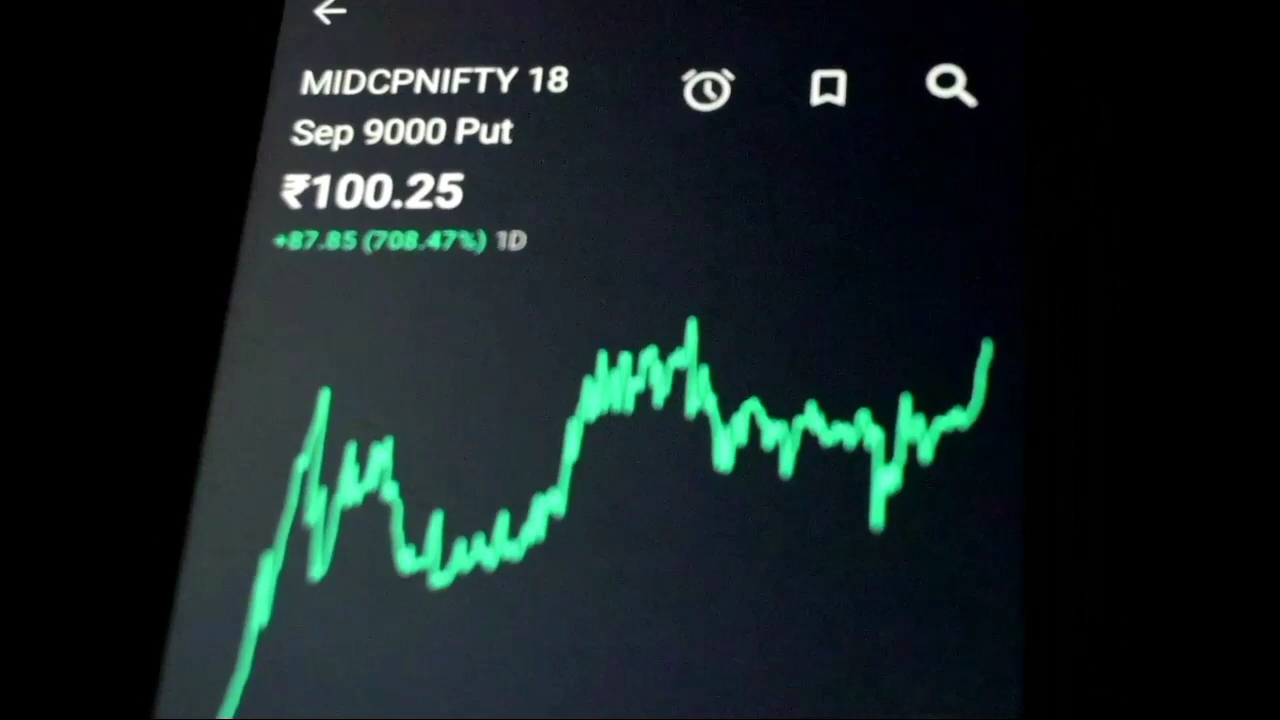 MIDCPNIFTY 18
Sep 9000 Put
₹100.25
+87.85 (708.47%) 1D